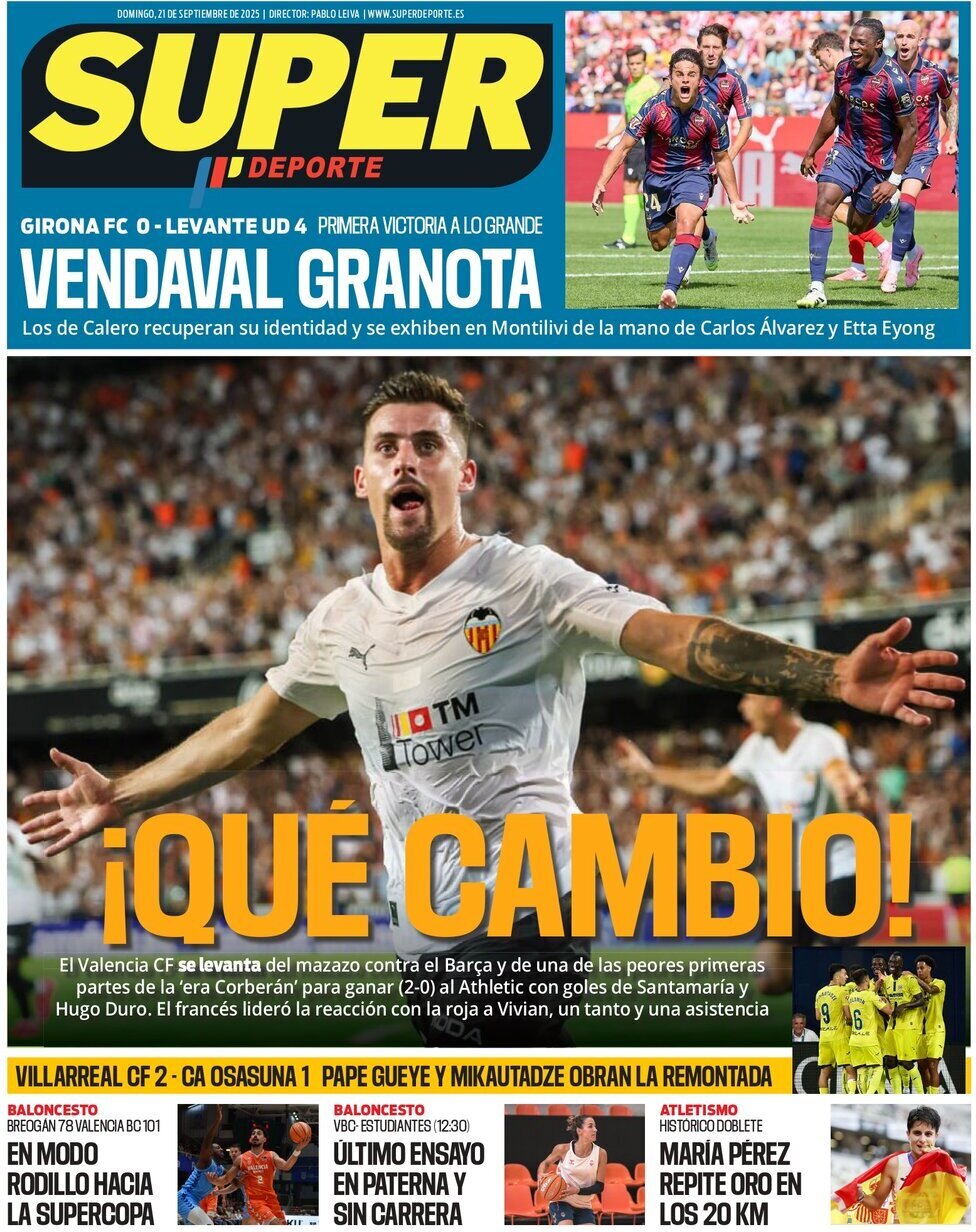 DOMINGO, 21 DE SEPTIEMBRE DE 2025 | DIRECTOR: PABLO LEIVA | WWW.SUPERDEPORTE.ES
SUPER
DEPORTE
GIRONA FC 0 - LEVANTE UD 4 PRIMERA VICTORIA A LO GRANDE
VENDAVAL GRANOTA
Los de Calero recuperan su identidad y se exhiben en Montilivi de la mano de Carlos Álvarez y Etta Eyong
24
TM
Tower
¡QUÉ CAMBIO!
El Valencia CF se levanta del mazazo contra el Barça y de una de las peores primeras
partes de la ‘era Corberán’ para ganar (2-0) al Athletic con goles de Santamaría y
Hugo Duro. El francés lideró la reacción con la roja a Vivian, un tanto y una asistencia
9
6
VILLARREAL CF 2 - CA OSASUNA 1 PAPE GUEYE Y MIKAUTADZE OBRAN LA REMONTADA
BALONCESTO
BREOGÁN 78 VALENCIA BC 101
EN MODO
RODILLO HACIA
LA SUPERCOPA
VALENCIA
2
BALONCESTO
VBC- ESTUDIANTES (12:30)
ÚLTIMO ENSAYO
EN PATERNA Y
SIN CARRERA
ATLETISMO
HISTÓRICO DOBLETE
MARÍA PÉREZ
REPITE ORO EN
LOS 20 KM